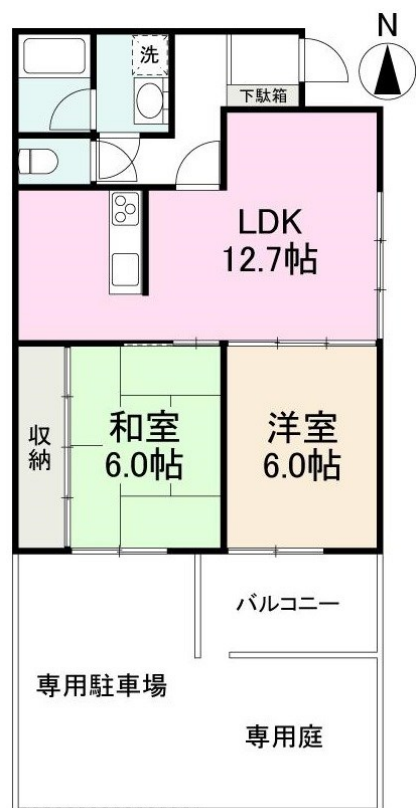 N
洗
下駄箱
LDK
12.7帖
収納
和室
6.0帖
洋室
6.0帖
バルコニー
専用駐車場
専用庭